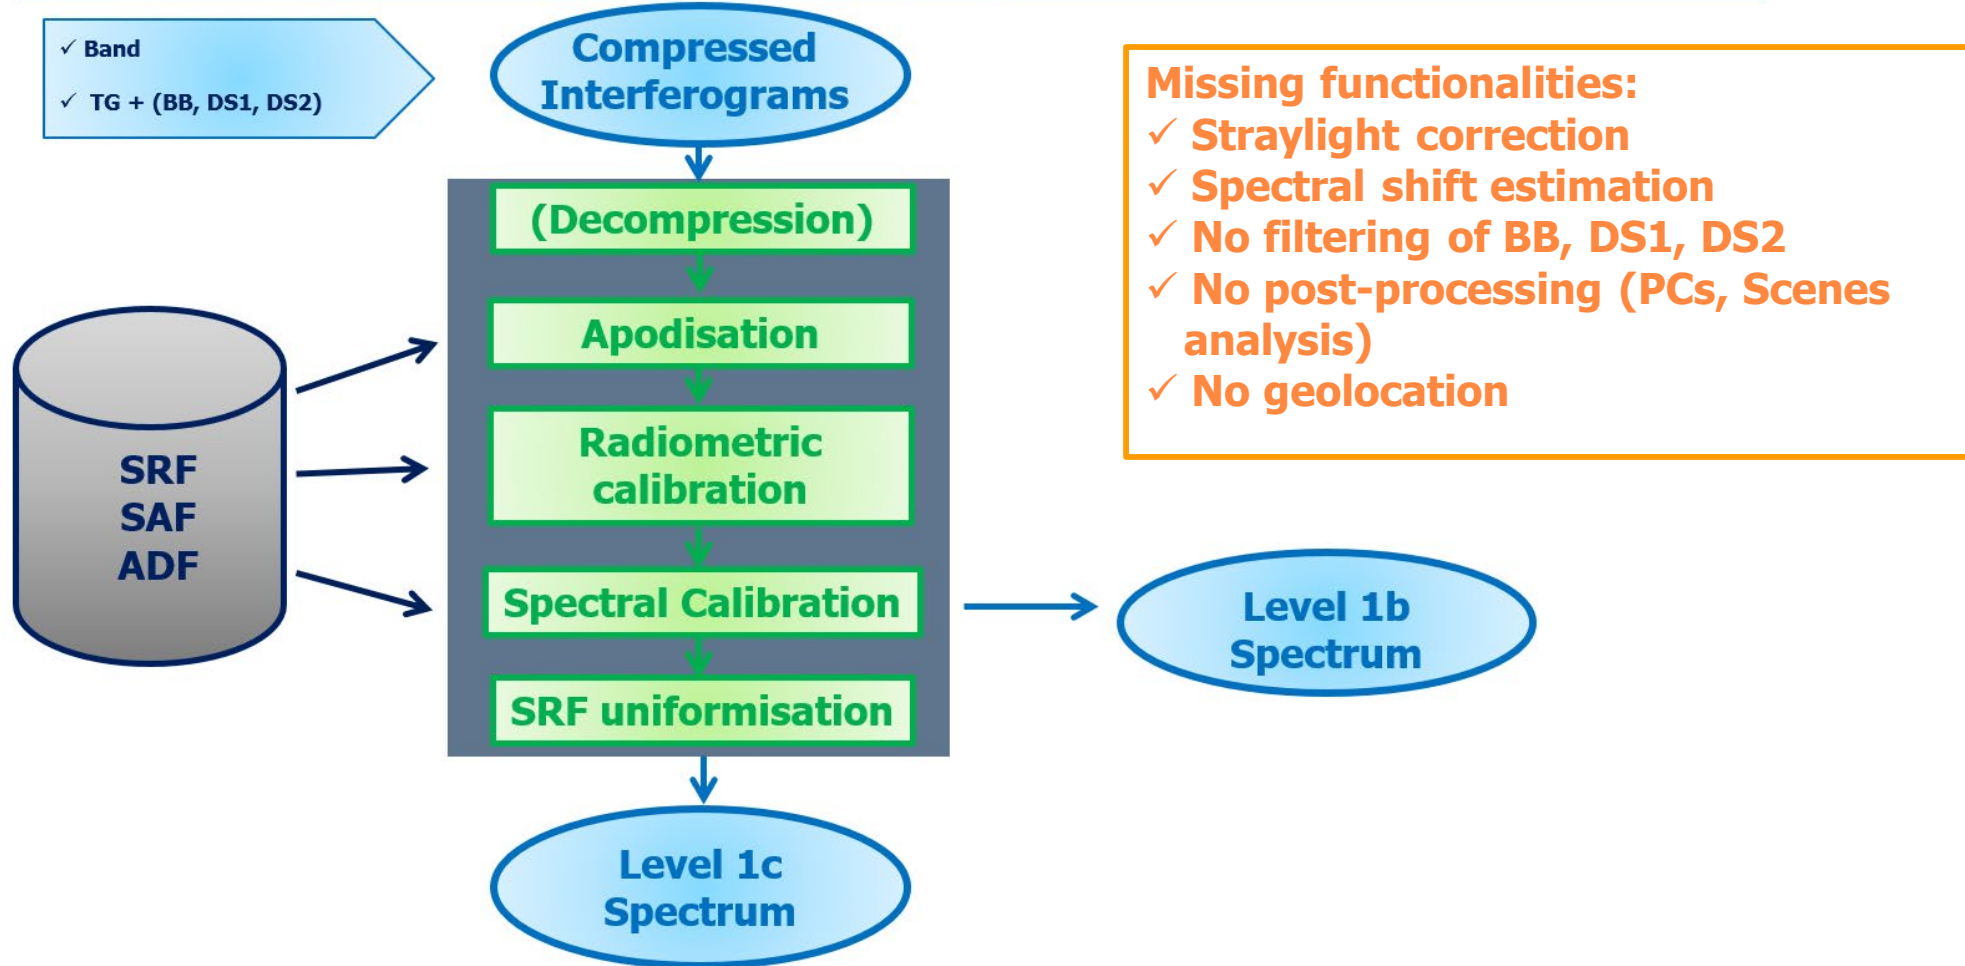 ✓ Band
✓ TG + (BB, DS1, DS2)
Compressed
Interferograms
(Decompression)
Apodisation
Radiometric
calibration
Spectral Calibration
SRF uniformisation
SRF
SAF
ADF
Level 1b
Spectrum
Level 1c
Spectrum
Missing functionalities:
✓ Straylight correction
✓ Spectral shift estimation
✓ No filtering of BB, DS1, DS2
✓ No post-processing (PCs, Scenes
analysis)
✓ No geolocation